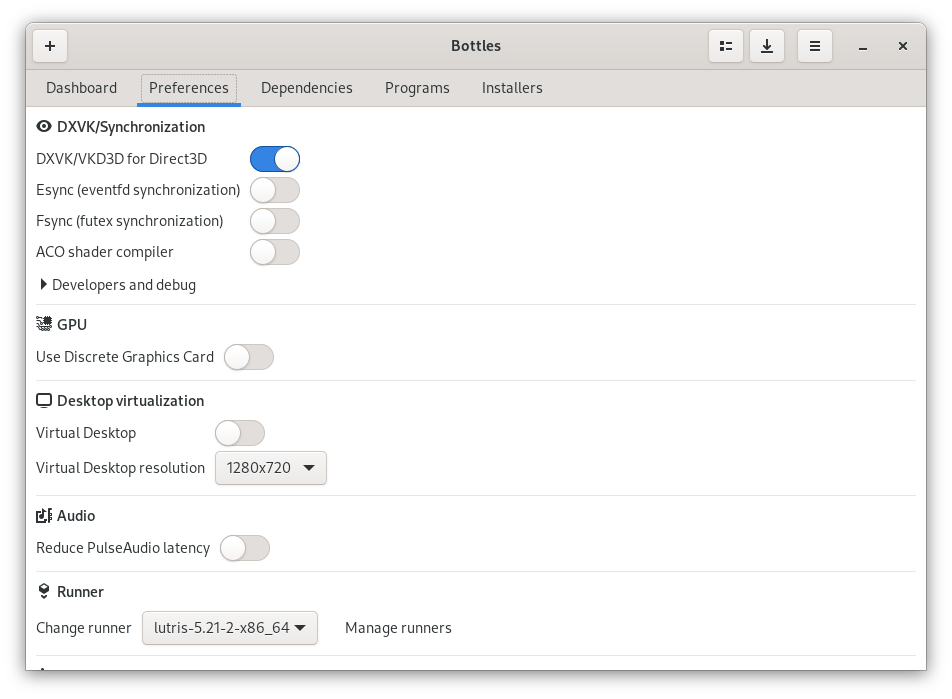 Bottles
Dashboard Preferences Dependencies Programs Installers
DXVK/Synchronization
DXVK/VKD3D for Direct3D
Esync (eventfd synchronization)
Fsync (futex synchronization)
ACO shader compiler
Developers and debug
GPU
Use Discrete Graphics Card
Desktop virtualization
Virtual Desktop
Virtual Desktop resolution 1280x720
Audio
Reduce PulseAudio latency
Runner
Change runner lutris-5.21-2-x86_64 Manage runners